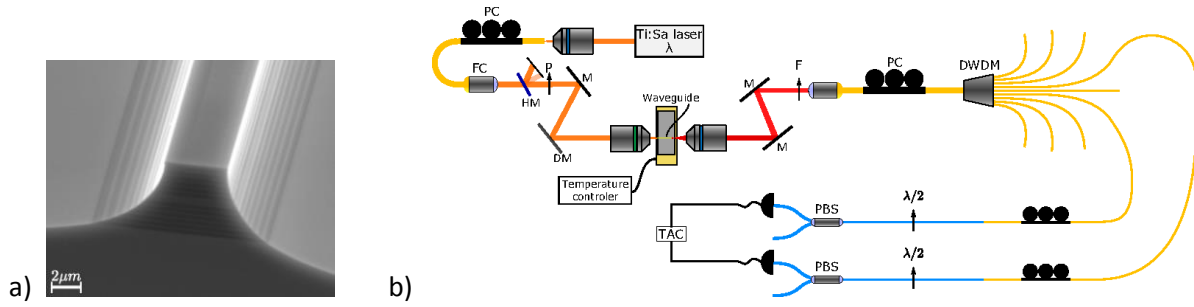 a)
2µm
b)
PC
Ti:Sa laser
λ
FC
HM
P
M
DM
Waveguide
Temperature
controler
M
M
F
PC
DWDM
TAC
PBS
λ/2
PBS
λ/2